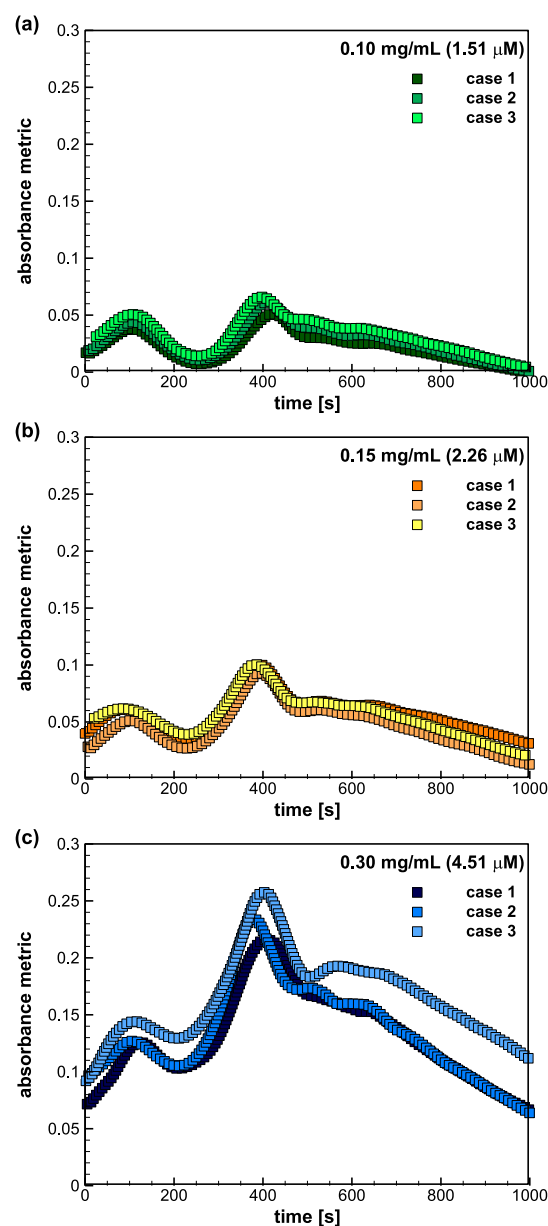 (a)
0.10 mg/mL (1.51 μM)
case 1
case 2
case 3
absorbance metric
0.3
0.25
0.2
0.15
0.1
0.05
0
0 200 400 600 800 1000
time [s]
(b)
0.15 mg/mL (2.26 μM)
case 1
case 2
case 3
absorbance metric
0.3
0.25
0.2
0.15
0.1
0.05
0
0 200 400 600 800 1000
time [s]
(c)
0.30 mg/mL (4.51 μM)
case 1
case 2
case 3
absorbance metric
0.3
0.25
0.2
0.15
0.1
0.05
0
0 200 400 600 800 1000
time [s]